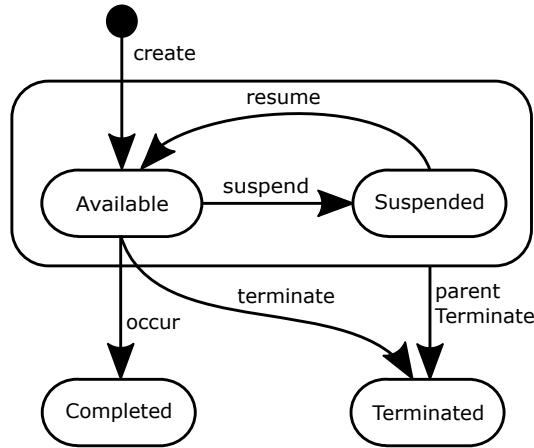 create
resume
suspend
Available
Suspended
terminate
parent
Terminate
occur
Completed
Terminated